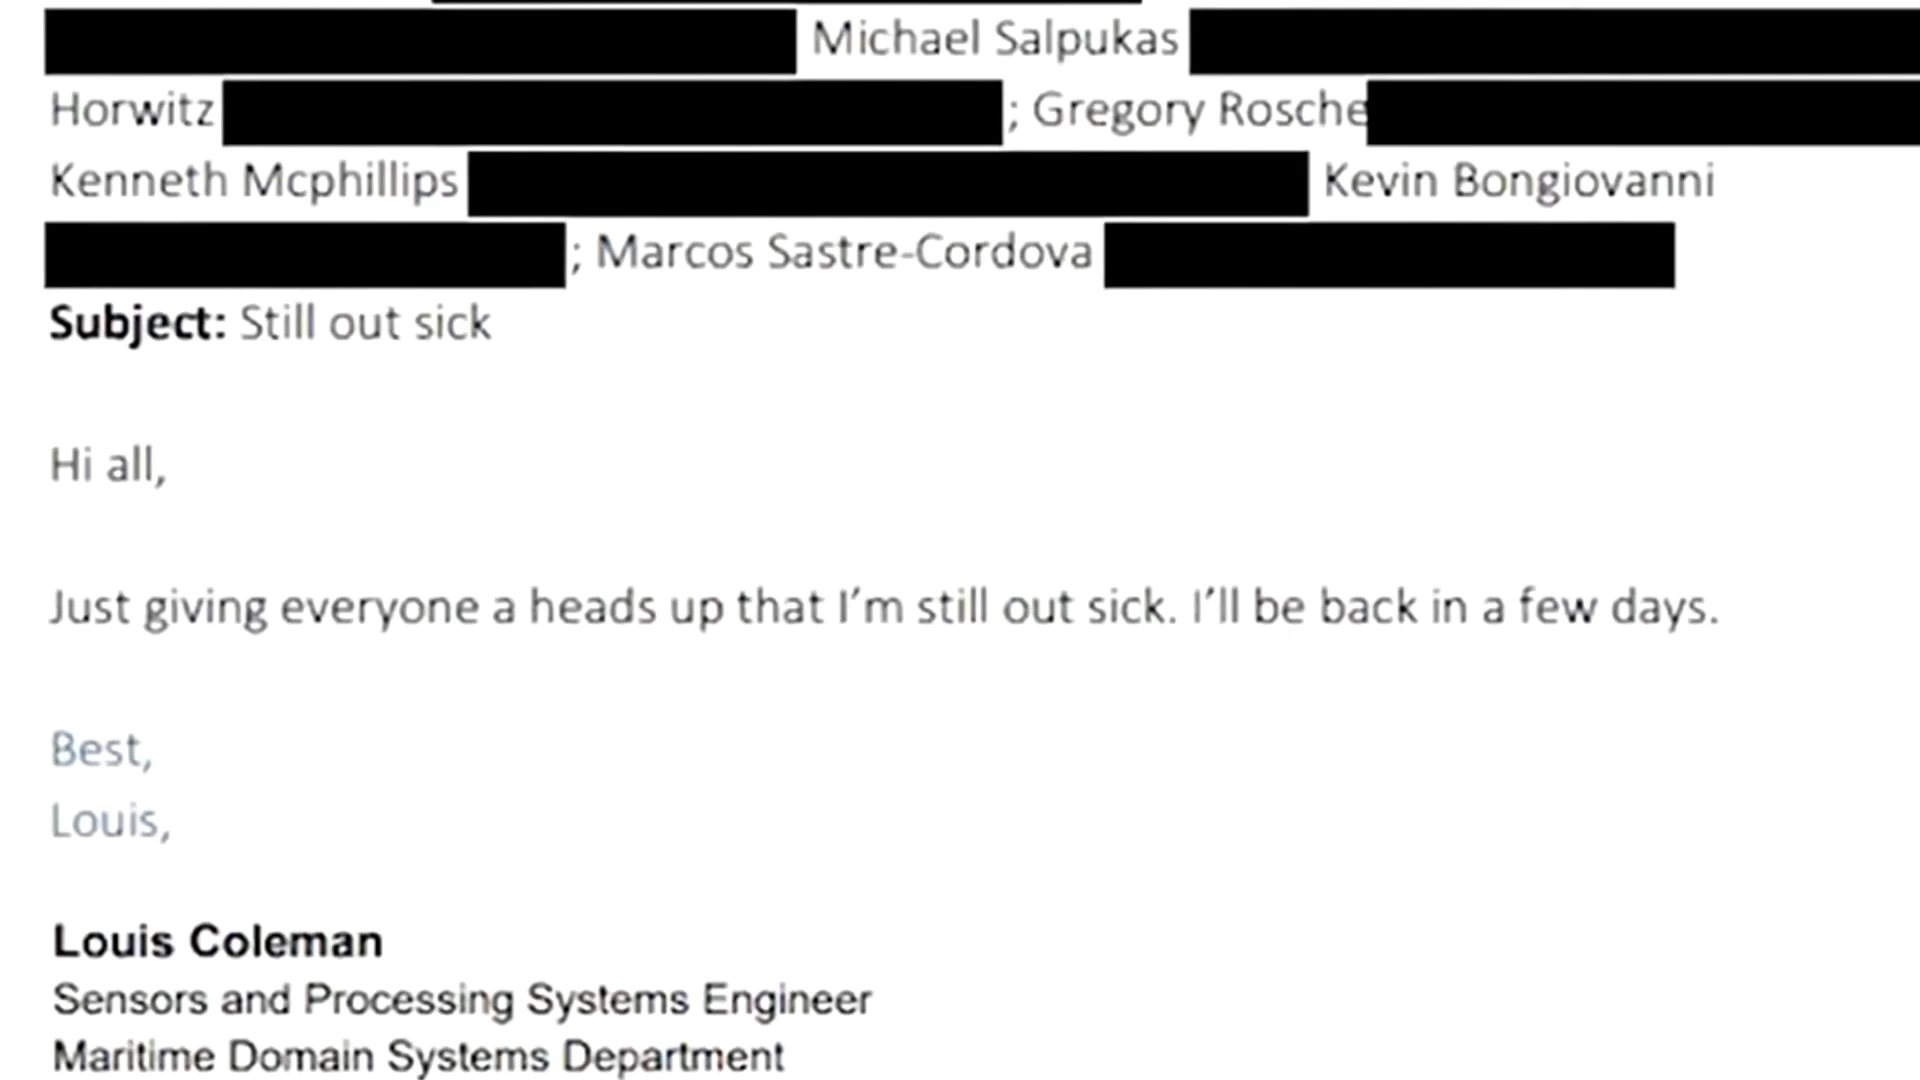 Michael Salpukas
Horwitz ; Gregory Rosche
Kenneth Mcphillips Kevin Bongiovanni
; Marcos Sastre-Cordova
Subject: Still out sick
Hi all,
Just giving everyone a heads up that I'm still out sick. I'll be back in a few days.
Best,
Louis,
Louis Coleman
Sensors and Processing Systems Engineer
Maritime Domain Systems Department